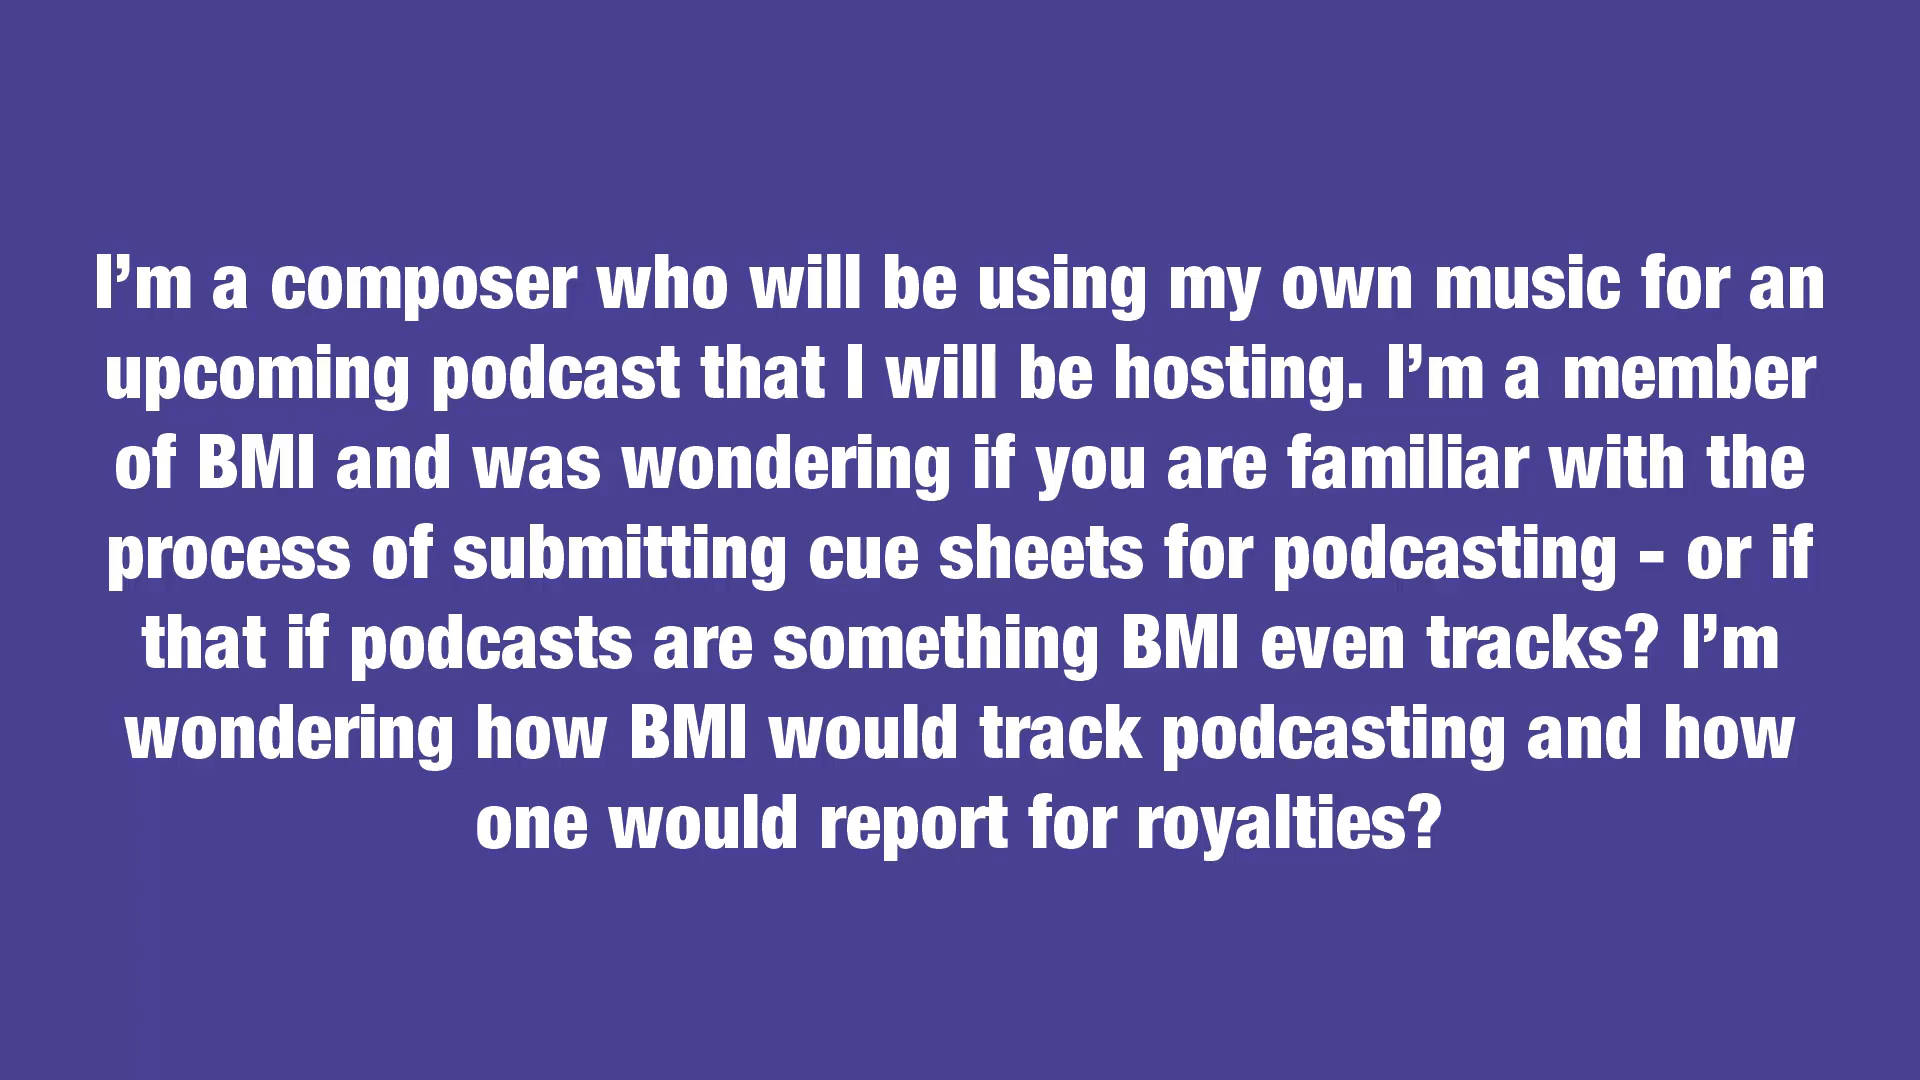 I’m a composer who will be using my own music for an
upcoming podcast that I will be hosting. I’m a member
of BMI and was wondering if you are familiar with the
process of submitting cue sheets for podcasting - or if
that if podcasts are something BMI even tracks? I’m
wondering how BMI would track podcasting and how
one would report for royalties?